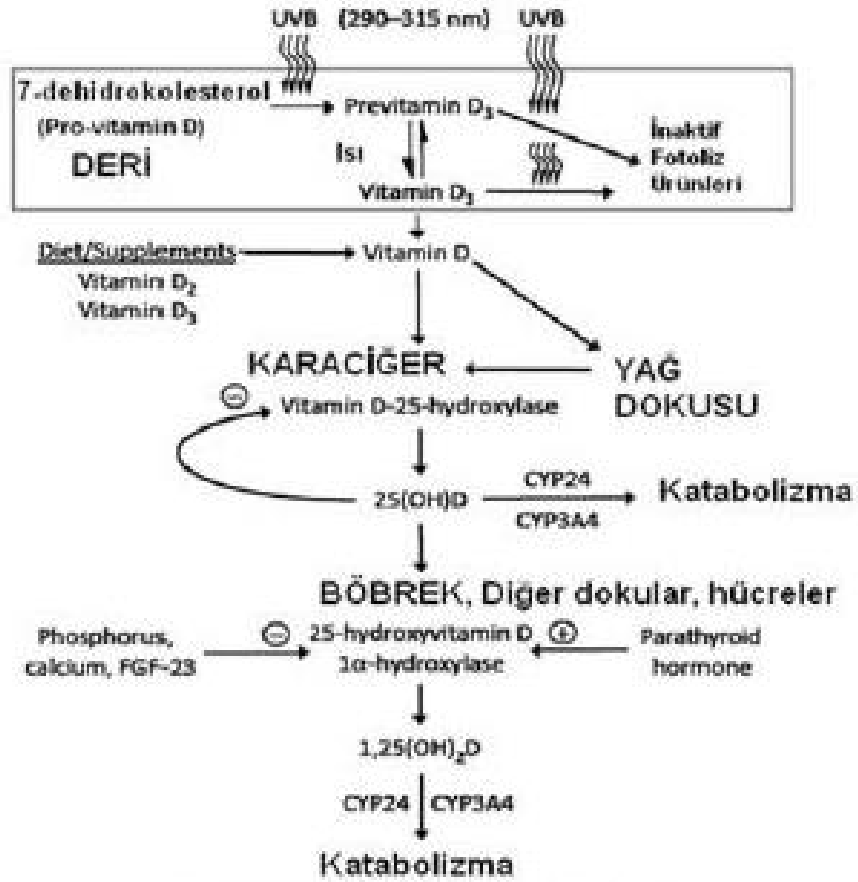 UVB (290–315 nm) UVB
7-dehidrokolesterol
(Pro-vitamin D)
DERİ
Previtamin D3
Isı
Vitamin D3
İnaktif
Fotoliz
Ürünleri
Diet/Supplements
Vitamin D2
Vitamin D3
Vitamin D
KARACİĞER
YAĞ
DOKUSU
Vitamin D-25-hydroxylase
25(OH)D
CYP24
CYP3A4
Katabolizma
BÖBREK, Diğer dokular, hücreler
Phosphorus,
calcium, FGF-23
25-hydroxyvitamin D
1α-hydroxylase
Parathyroid
hormone
1,25(OH)2D
CYP24 CYP3A4
Katabolizma